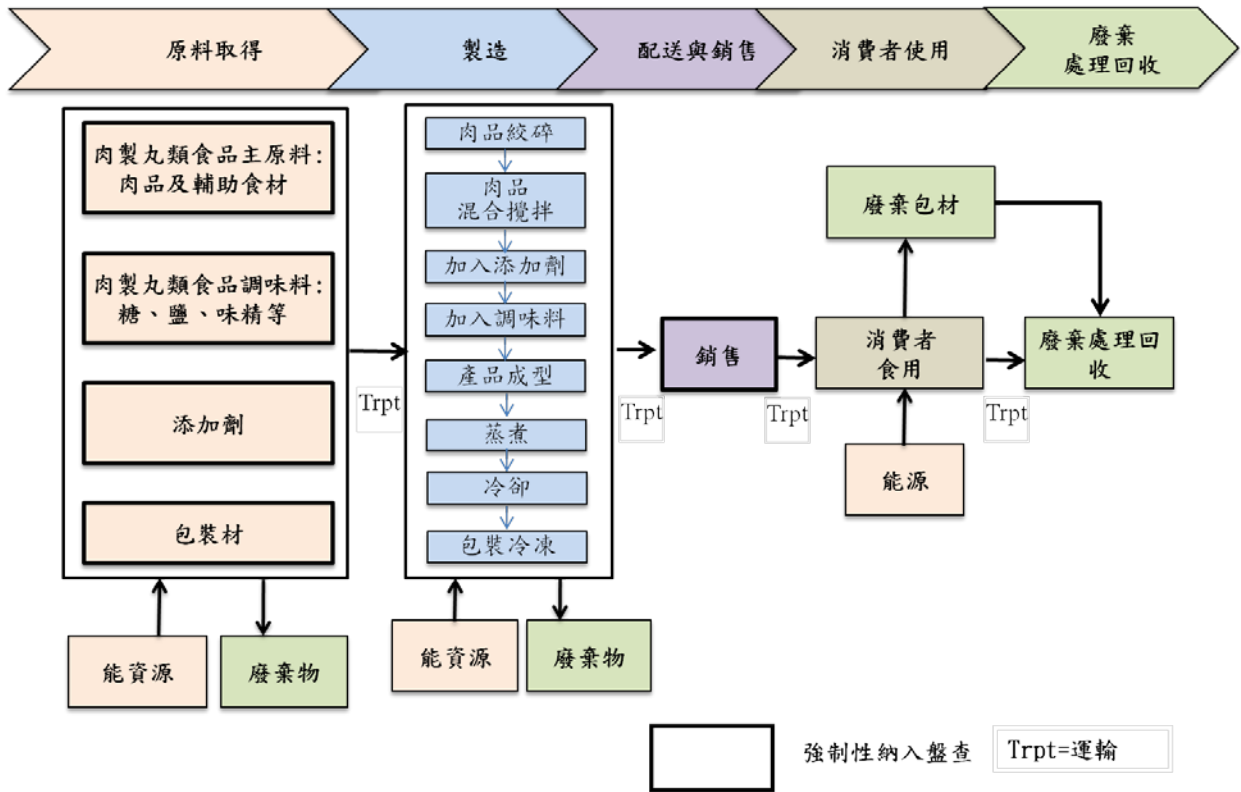 原料取得
製造
配送與銷售
消費者使用
廢棄
處理回收
肉製丸類食品主原料:
肉品及輔助食材
肉製丸類食品調味料:
糖、鹽、味精等
添加劑
包裝材
能資源
廢棄物
Trpt
肉品絞碎
肉品
混合攪拌
加入添加劑
加入調味料
產品成型
蒸煮
冷卻
包裝冷凍
能資源
廢棄物
Trpt
銷售
Trpt
廢棄包材
消費者
食用
能源
Trpt
廢棄處理回
收
強制性納入盤查
Trpt=運輸